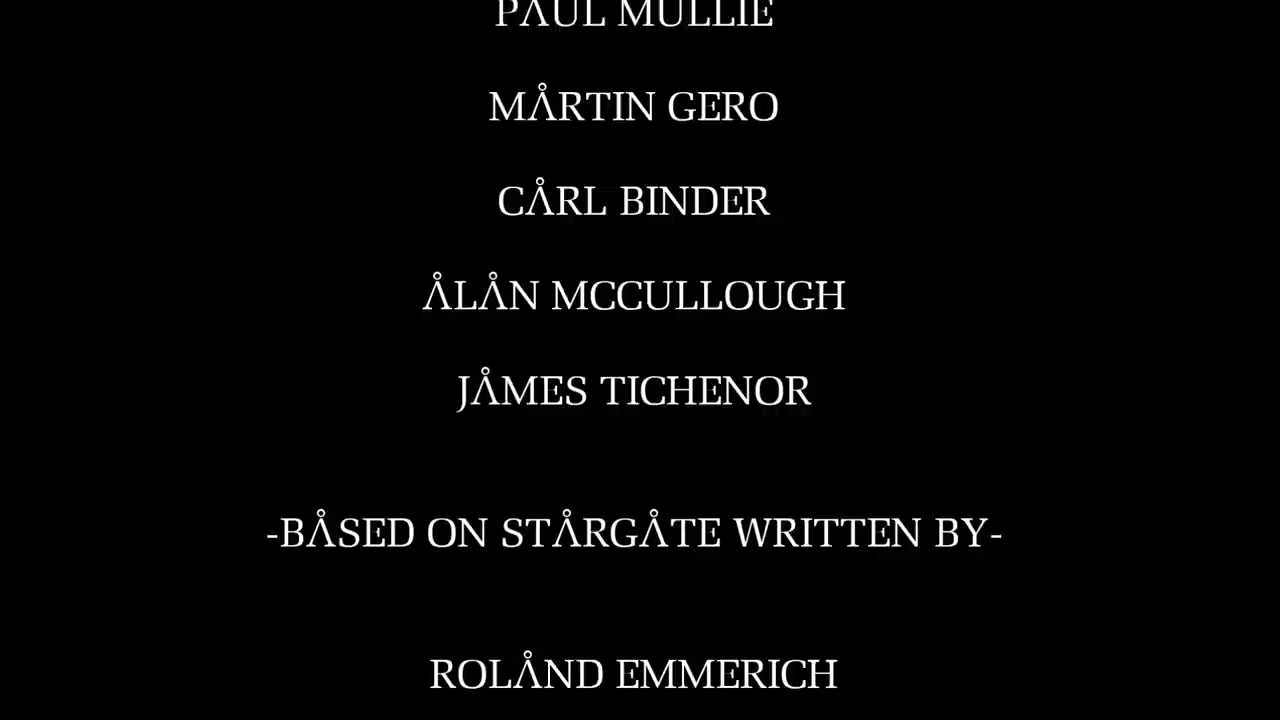 PAUL MULLIE
MÅRTIN GERO
CÅRL BINDER
ÅLÅN MCCULLOUGH
JÅMES TICHENOR
-BÅSED ON STÅRGÅTE WRITTEN BY-
ROLÅND EMMERICH